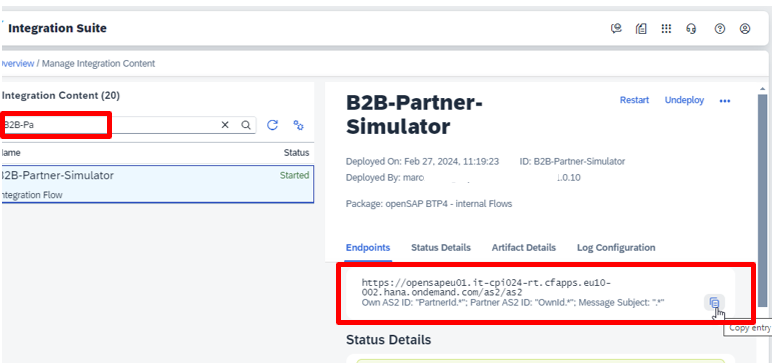 Integration Suite
verview / Manage Integration Content
Integration Content (20)
B2B-Pa
Name
Status
B2B-Partner-Simulator
Started
Integration Flow
B2B-Partner-
Simulator
Restart
Undeploy
Deployed On: Feb 27, 2024, 11:19:23
ID: B2B-Partner-Simulator
Deployed By: marc
.0.10
Package: openSAP BTP4 - internal Flows
Endpoints
Status Details
Artifact Details
Log Configuration
https://opensapeu01.it-cpi024-rt.cfapps.eu10-
002.hana.ondemand.com/as2/as2
Own AS2 ID: "PartnerId.*"; Partner AS2 ID: "OwnId.*"; Message Subject: ".*"
Copy entry
Status Details